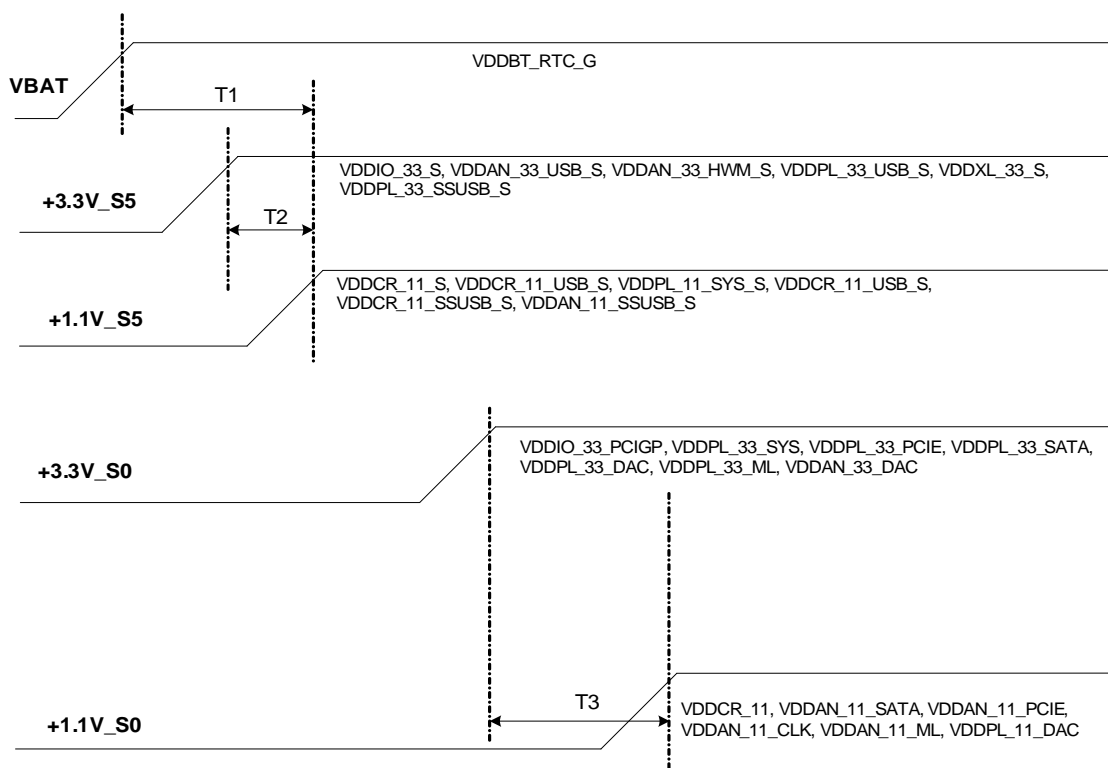 VDDBT_RTC_G
VBAT
T1
VDDIO_33_S, VDDAN_33_USB_S, VDDAN_33_HWM_S, VDDPL_33_USB_S, VDDXL_33_S,
VDDPL_33_SSUSB_S
+3.3V_S5
T2
VDDCR_11_S, VDDCR_11_USB_S, VDDPL_11_SYS_S, VDDCR_11_USB_S,
VDDCR_11_SSUSB_S, VDDAN_11_SSUSB_S
+1.1V_S5
VDDIO_33_PCIGP, VDDPL_33_SYS, VDDPL_33_PCIE, VDDPL_33_SATA,
VDDPL_33_DAC, VDDPL_33_ML, VDDAN_33_DAC
+3.3V_S0
T3
VDDCR_11, VDDAN_11_SATA, VDDAN_11_PCIE,
VDDAN_11_CLK, VDDAN_11_ML, VDDPL_11_DAC
+1.1V_S0